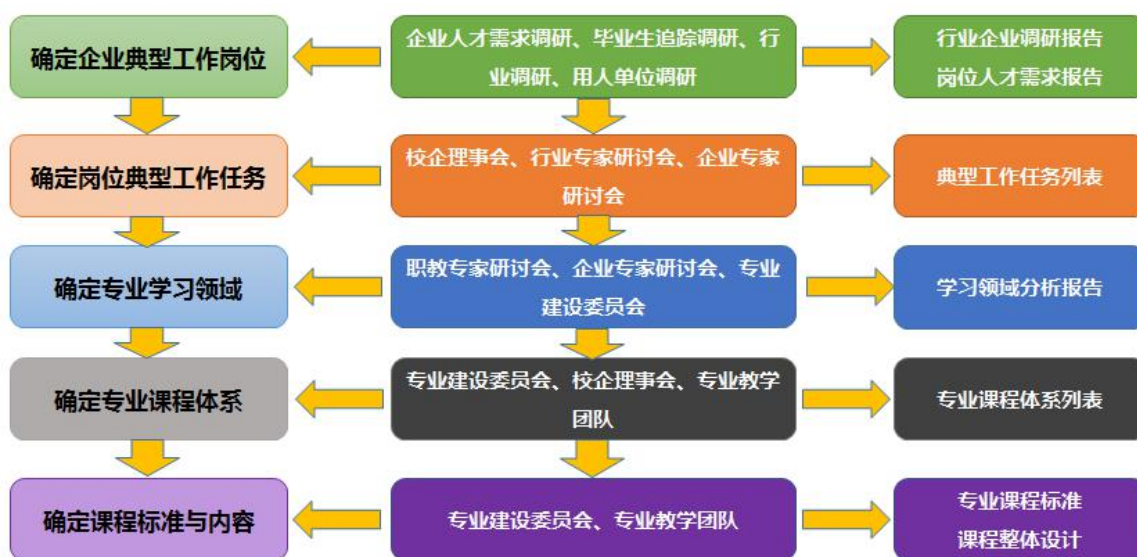 确定企业典型工作岗位
企业人才需求调研、毕业生追踪调研、行
业调研、用人单位调研
行业企业调研报告
岗位人才需求报告
确定岗位典型工作任务
校企理事会、行业专家研讨会、企业专家
研讨会
典型工作任务列表
确定专业学习领域
职教专家研讨会、企业专家研讨会、专业
建设委员会
学习领域分析报告
确定专业课程体系
专业建设委员会、校企理事会、专业教学
团队
专业课程体系列表
确定课程标准与内容
专业建设委员会、专业教学团队
专业课程标准
课程整体设计